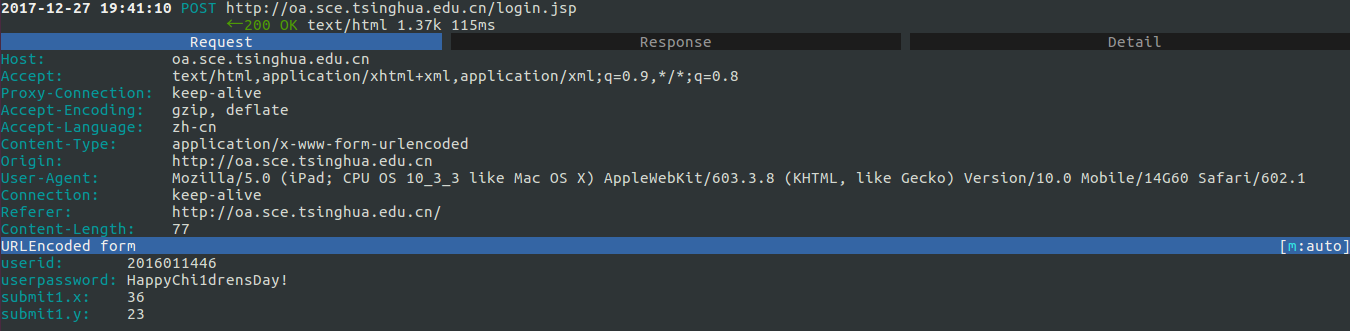 2017-12-27 19:41:10 POST http://oa.sce.tsinghua.edu.cn/login.jsp
←200 OK text/html 1.37k 115ms
Request Response Detail
Host: oa.sce.tsinghua.edu.cn
Accept: text/html,application/xhtml+xml,application/xml;q=0.9,*/*;q=0.8
Proxy-Connection: keep-alive
Accept-Encoding: gzip, deflate
Accept-Language: zh-cn
Content-Type: application/x-www-form-urlencoded
Origin: http://oa.sce.tsinghua.edu.cn
User-Agent: Mozilla/5.0 (iPad; CPU OS 10_3_3 like Mac OS X) AppleWebKit/603.3.8 (KHTML, like Gecko) Version/10.0 Mobile/14G60 Safari/602.1
Connection: keep-alive
Referer: http://oa.sce.tsinghua.edu.cn/
Content-Length: 77
URLEncoded form [m:auto]
userid: 2016011446
userpassword: HappyChi1drensDay!
submit1.x: 36
submit1.y: 23